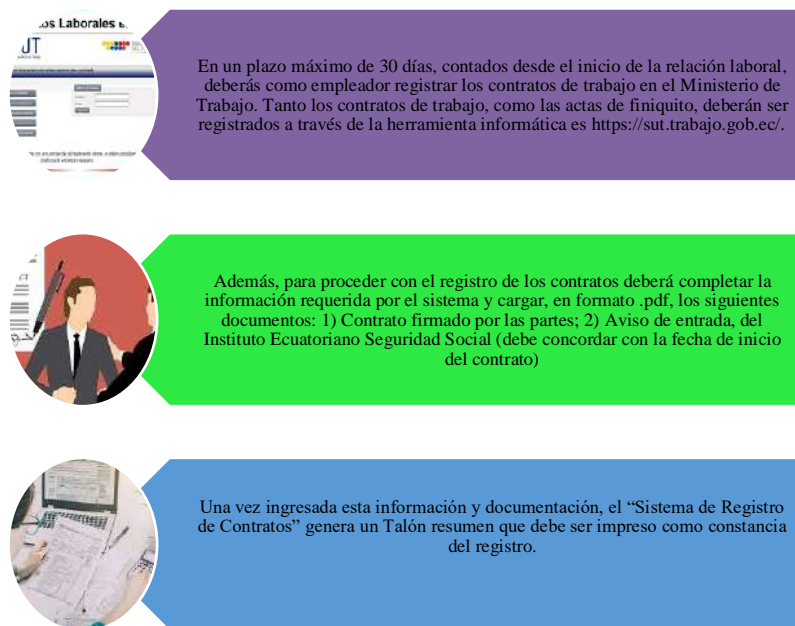 os Laborales e
UT
En un plazo máximo de 30 días, contados desde el inicio de la relación laboral,
deberás como empleador registrar los contratos de trabajo en el Ministerio de
Trabajo. Tanto los contratos de trabajo, como las actas de finiquito, deberán ser
registrados a través de la herramienta informática es https://sut.trabajo.gob.ec/.
Además, para proceder con el registro de los contratos deberá completar la
información requerida por el sistema y cargar, en formato .pdf, los siguientes
documentos: 1) Contrato firmado por las partes; 2) Aviso de entrada, del
Instituto Ecuatoriano Seguridad Social (debe concordar con la fecha de inicio
del contrato)
Una vez ingresada esta información y documentación, el “Sistema de Registro
de Contratos” genera un Talón resumen que debe ser impreso como constancia
del registro.